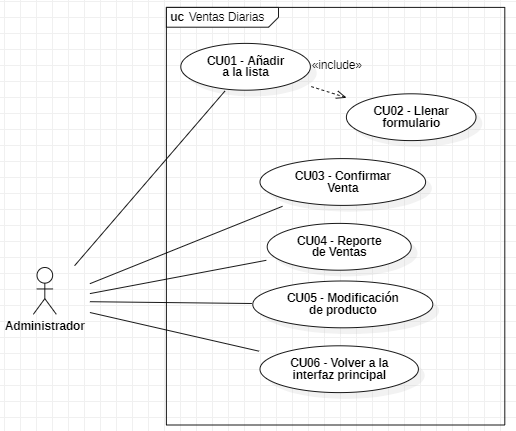 uc Ventas Diarias
CU01 - Añadir
a la lista
«include»
CU02 - Llenar
formulario
CU03 - Confirmar
Venta
CU04 - Reporte
de Ventas
CU05 - Modificación
de producto
CU06 - Volver a la
interfaz principal
Administrador